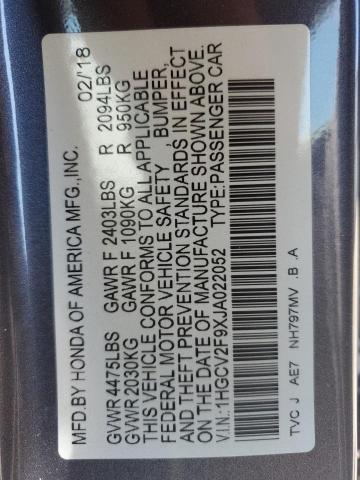 MFD.BY HONDA OF AMERICA MFG.,INC. 02/'18
GVWR 4475LBS GAWR F 2403LBS R 2094LBS
GVWR 2030KG GAWR F 1090KG R 950KG
THIS VEHICLE CONFORMS TO ALL APPLICABLE
FEDERAL MOTOR VEHICLE SAFETY, BUMPER,
AND THEFT PREVENTION STANDARDS IN EFFECT
ON THE DATE OF MANUFACTURE SHOWN ABOVE.
V.I.N.:1HGCV2F9XJA022052 TYPE:PASSENGER CAR
TVC J AE7 NH797MV .B .A